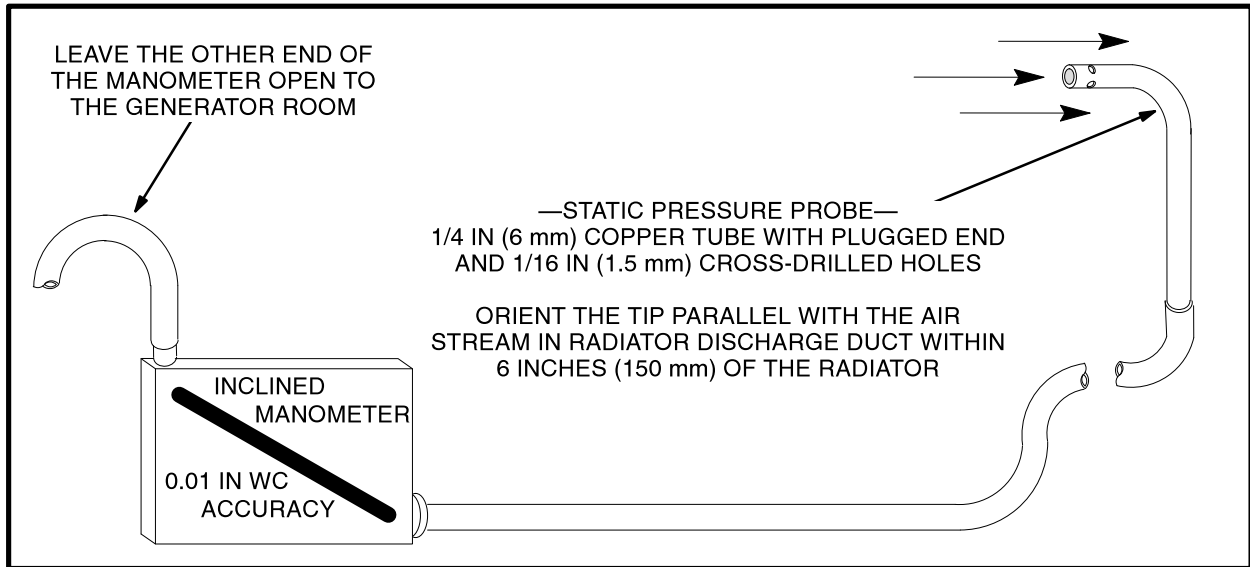 LEAVE THE OTHER END OF
THE MANOMETER OPEN TO
THE GENERATOR ROOM
—STATIC PRESSURE PROBE—
1/4 IN (6 mm) COPPER TUBE WITH PLUGGED END
AND 1/16 IN (1.5 mm) CROSS-DRILLED HOLES
ORIENT THE TIP PARALLEL WITH THE AIR
STREAM IN RADIATOR DISCHARGE DUCT WITHIN
6 INCHES (150 mm) OF THE RADIATOR
INCLINED
MANOMETER
0.01 IN WC
ACCURACY